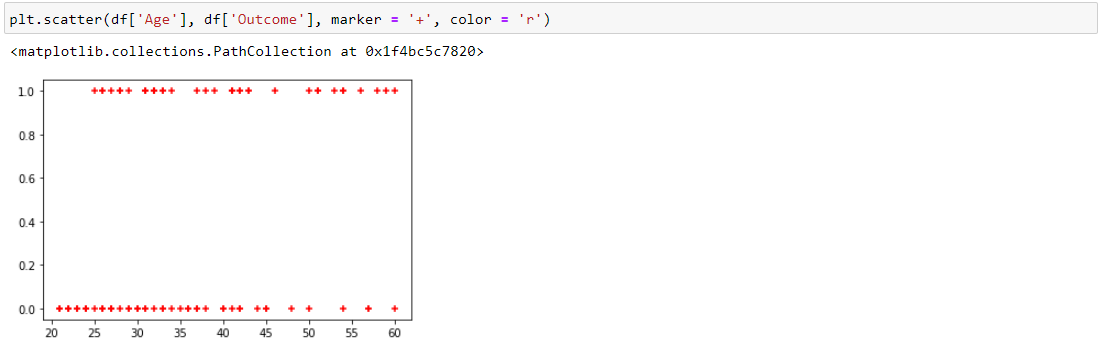 plt.scatter(df['Age'], df['Outcome'], marker = '+', color = 'r')
<matplotlib.collections.PathCollection at 0x1f4bc5c7820>
1.0
0.8
0.6
0.4
0.2
0.0
20 25 30 35 40 45 50 55 60